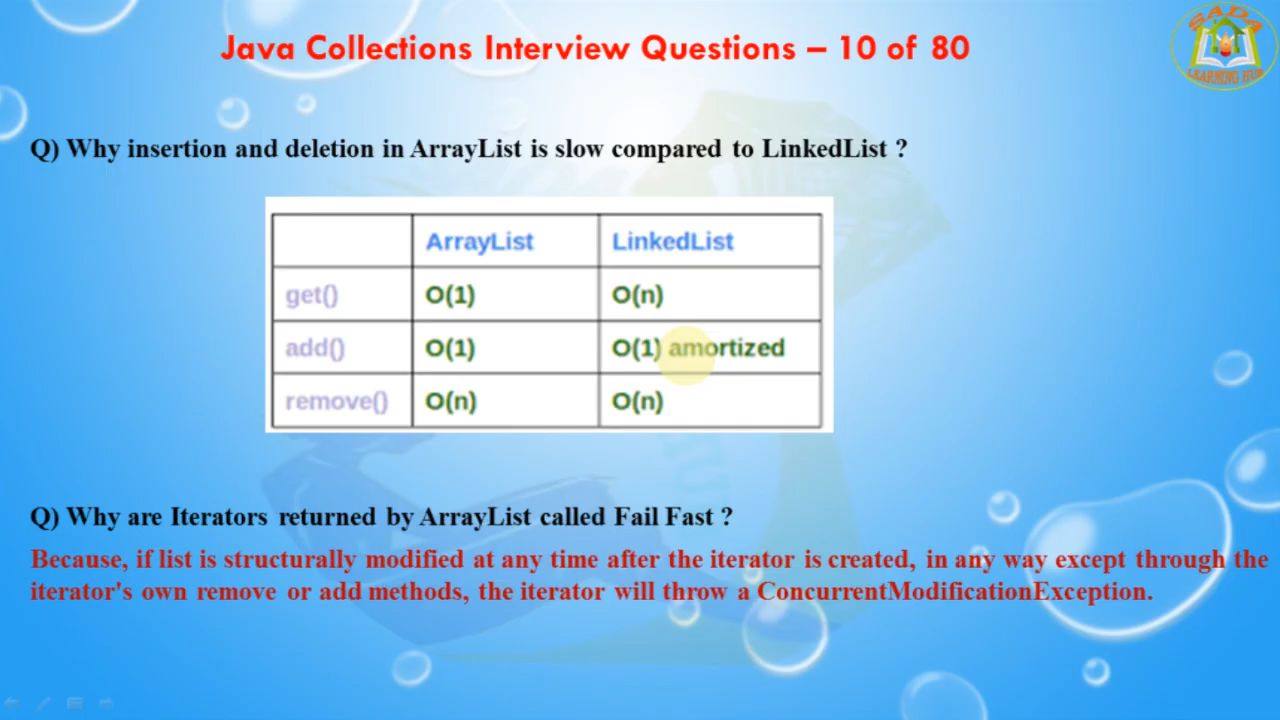 Java Collections Interview Questions – 10 of 80
SADA
LEARNING HUB
Q) Why insertion and deletion in ArrayList is slow compared to LinkedList ?
ArrayList LinkedList
get() O(1) O(n)
add() O(1) O(1) amortized
remove() O(n) O(n)
Q) Why are Iterators returned by ArrayList called Fail Fast ?
Because, if list is structurally modified at any time after the iterator is created, in any way except through the
iterator's own remove or add methods, the iterator will throw a ConcurrentModificationException.